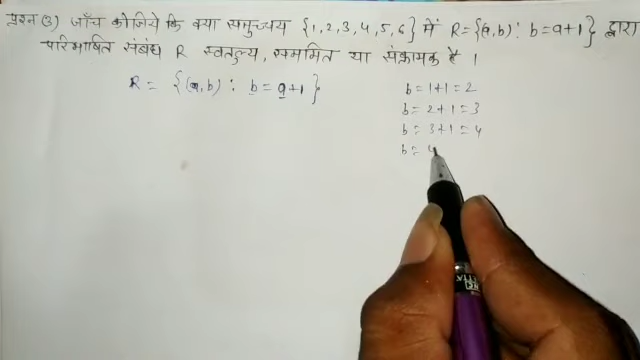 प्रश्न (3) जाँच कीजिये कि क्या समुच्चय {1,2,3,4,5,6} में R={(a,b): b=a+1} द्वारा
परिभाषित संबंध R स्वतुल्य, सममित या संक्रामक है ।
R= {(a,b): b= a+1}
b= 1+1=2
b= 2+1=3
b= 3+1=4
b= 4